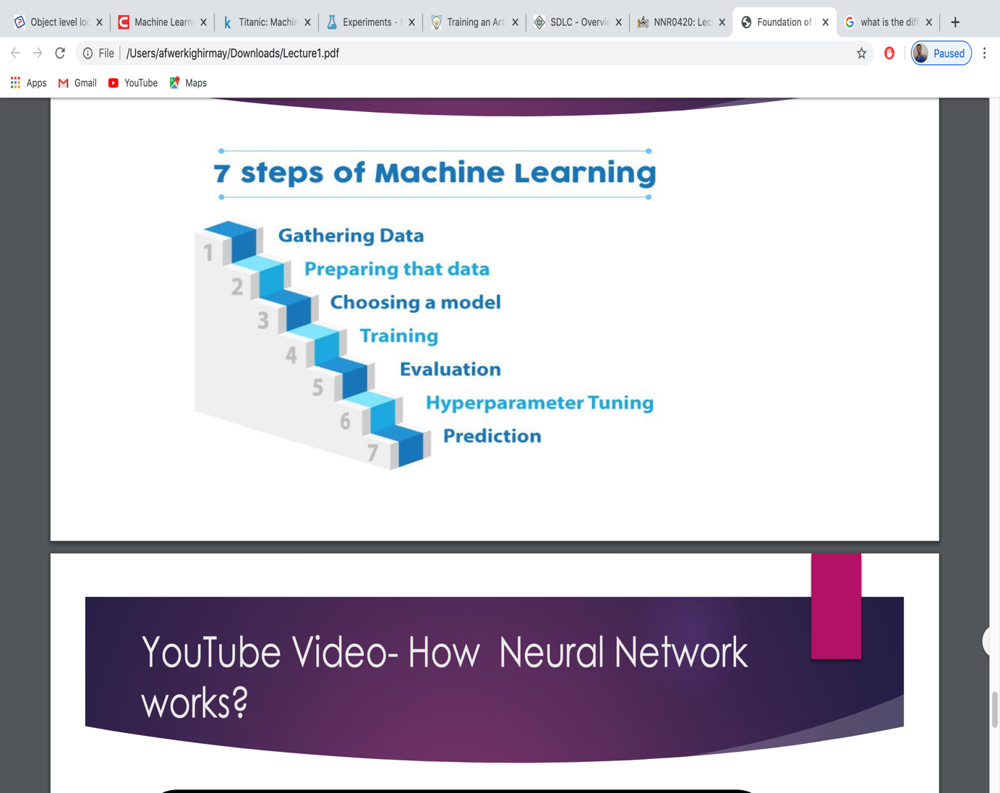 Object level lo
Machine Learni
Titanic: Machin
Experiments -
Training an Art
SDLC - Overvie
NNR0420: Lec
Foundation of
what is the diff
File
/Users/afwerkighirmay/Downloads/Lecture1.pdf
Paused
Apps
Gmail
YouTube
Maps
7 steps of Machine Learning
1
Gathering Data
2
Preparing that data
3
Choosing a model
4
Training
5
Evaluation
6
Hyperparameter Tuning
7
Prediction
YouTube Video- How Neural Network
works?